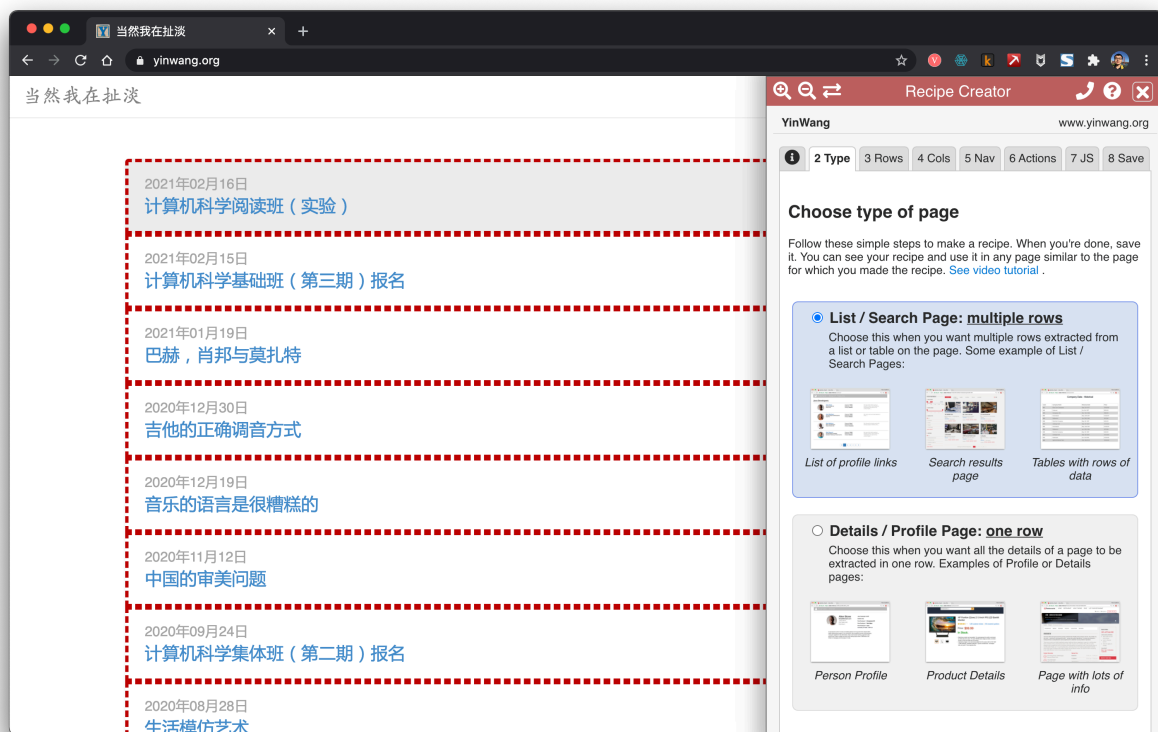 当然我在扯淡
yinwang.org
当然我在扯淡
2021年02月16日
计算机科学阅读班（实验）
2021年02月15日
计算机科学基础班（第三期）报名
2021年01月19日
巴赫，肖邦与莫扎特
2020年12月30日
吉他的正确调音方式
2020年12月19日
音乐的语言是很糟糕的
2020年11月12日
中国的审美问题
2020年09月24日
计算机科学集体班（第二期）报名
2020年08月28日
生活模仿艺术
Recipe Creator
YinWang
www.yinwang.org
2 Type
3 Rows
4 Cols
5 Nav
6 Actions
7 JS
8 Save
Choose type of page
Follow these simple steps to make a recipe. When you're done, save
it. You can see your recipe and use it in any page similar to the page
for which you made the recipe. See video tutorial .
List / Search Page: multiple rows
Choose this when you want multiple rows extracted from
a list or table on the page. Some example of List /
Search Pages:
List of profile links
Search results
page
Tables with rows of
data
Details / Profile Page: one row
Choose this when you want all the details of a page to be
extracted in one row. Examples of Profile or Details
pages:
Person Profile
Product Details
Page with lots of
info